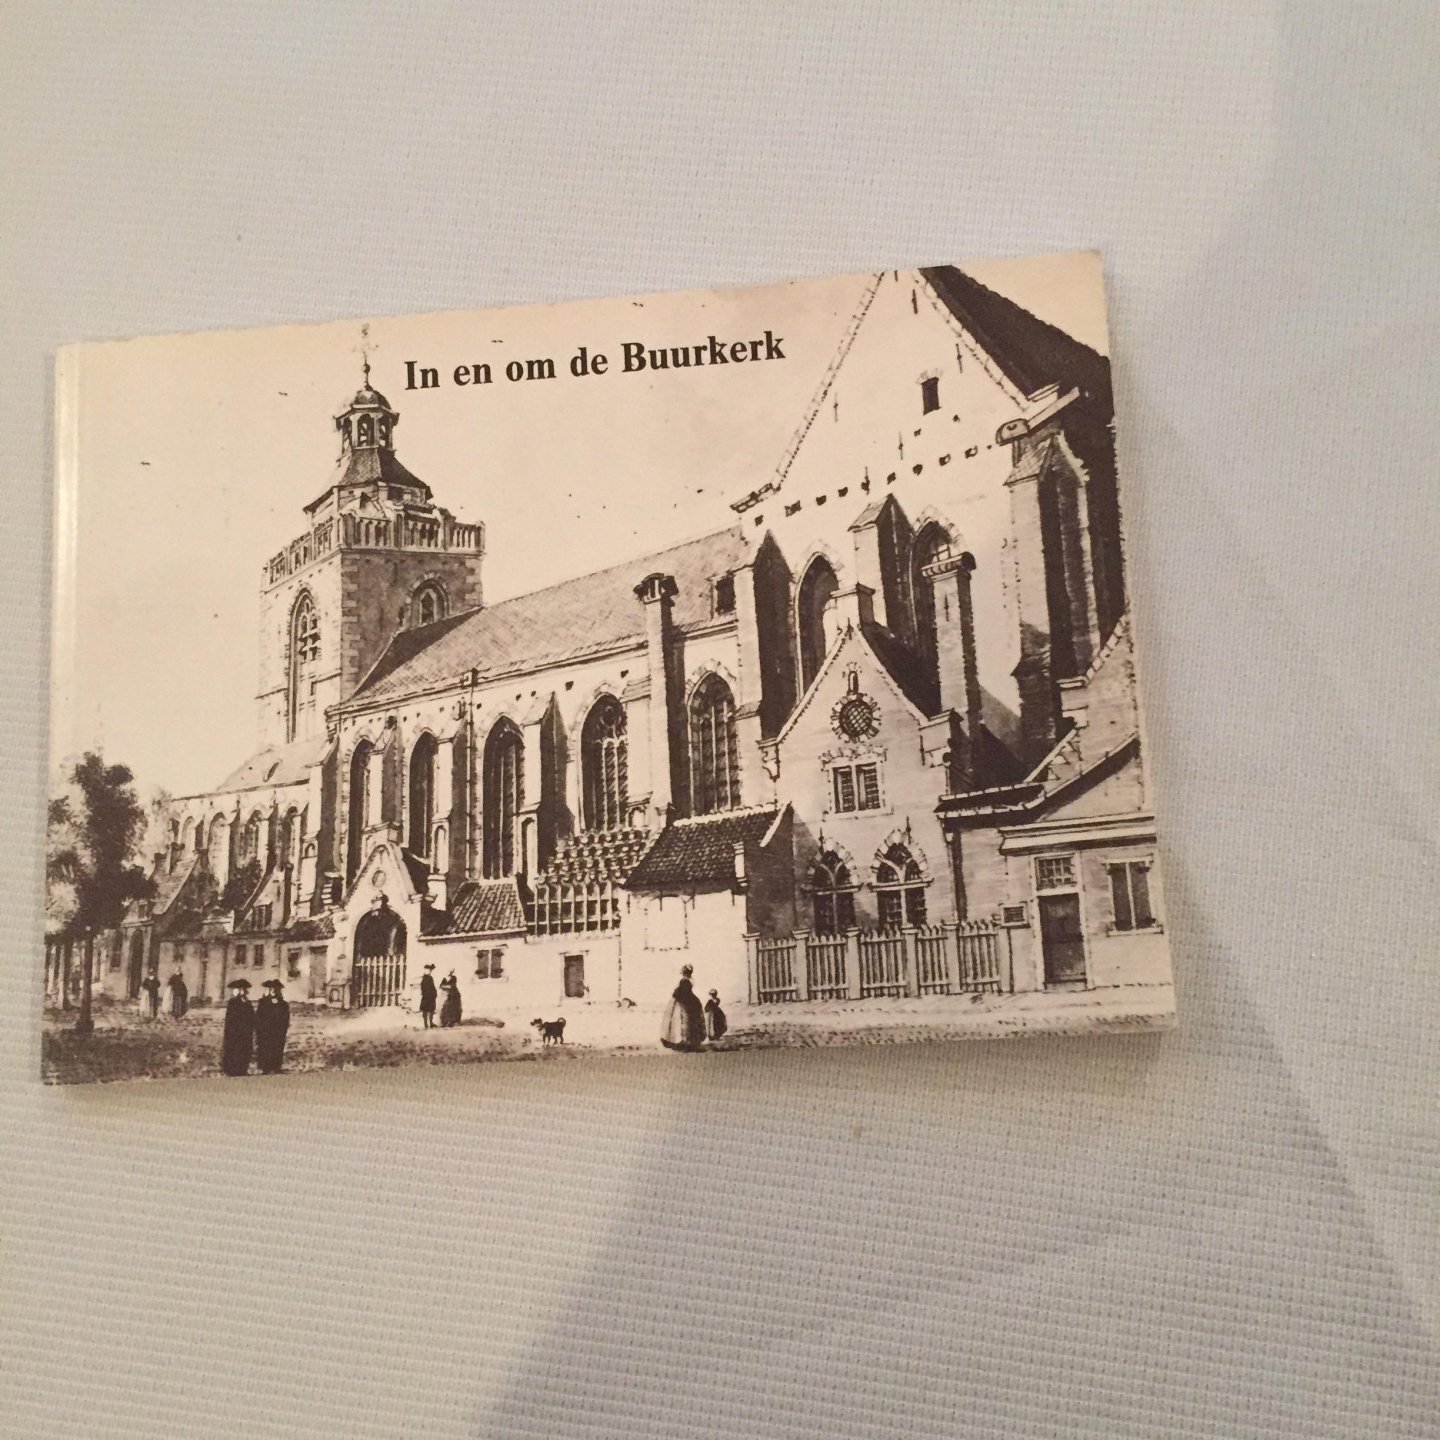 In en om de Buurkerk